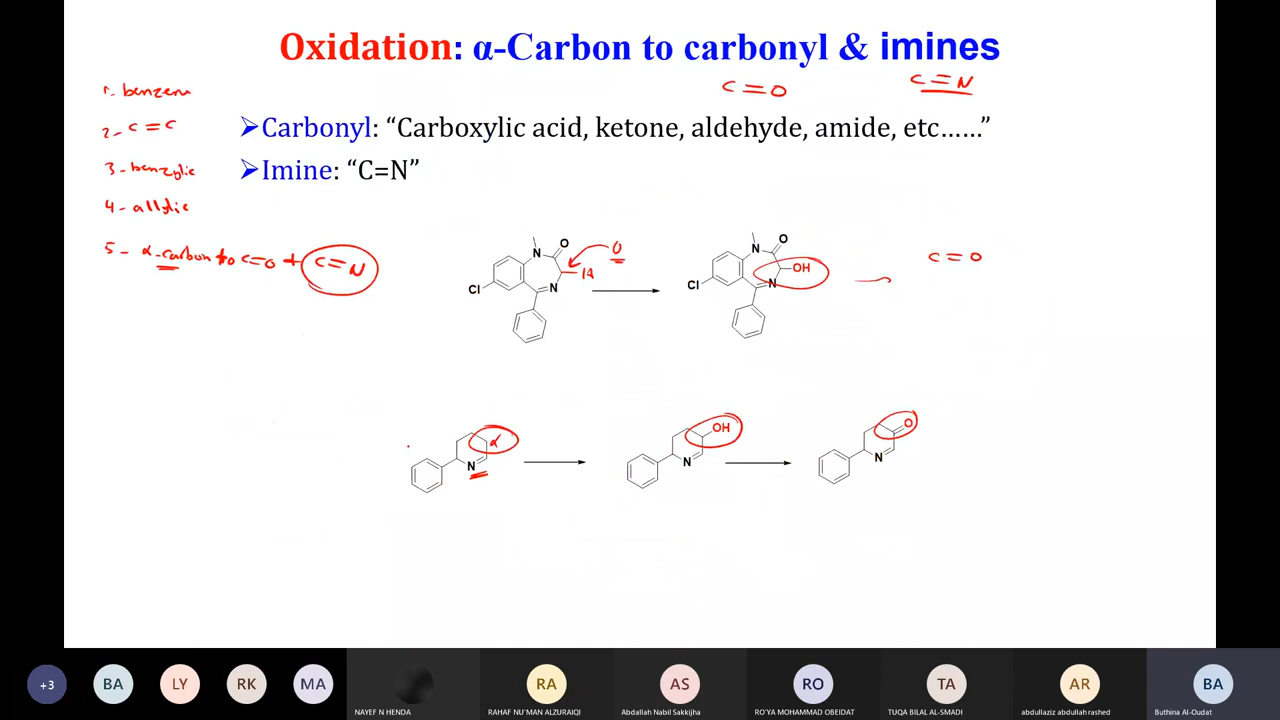 Oxidation: α-Carbon to carbonyl & imines
C=O
C=N
1- benzene
2- C=C
3- benzylic
4- allylic
5- α-carbon to C=O + C=N
➢Carbonyl: “Carboxylic acid, ketone, aldehyde, amide, etc……”
➢Imine: “C=N”
N
O
O
H
Cl
N
N
O
OH
Cl
N
C=O
α
N
OH
N
O
N
+3
BA
LY
RK
MA
NAYEF N HENDA
RA
RAHAF NU'MAN ALZURAIQI
AS
Abdallah Nabil Sakkijha
RO
RO'YA MOHAMMAD OBEIDAT
TA
TUQA BILAL AL-SMADI
AR
abdullaziz abdullah rashed
BA
Buthina Al-Oudat